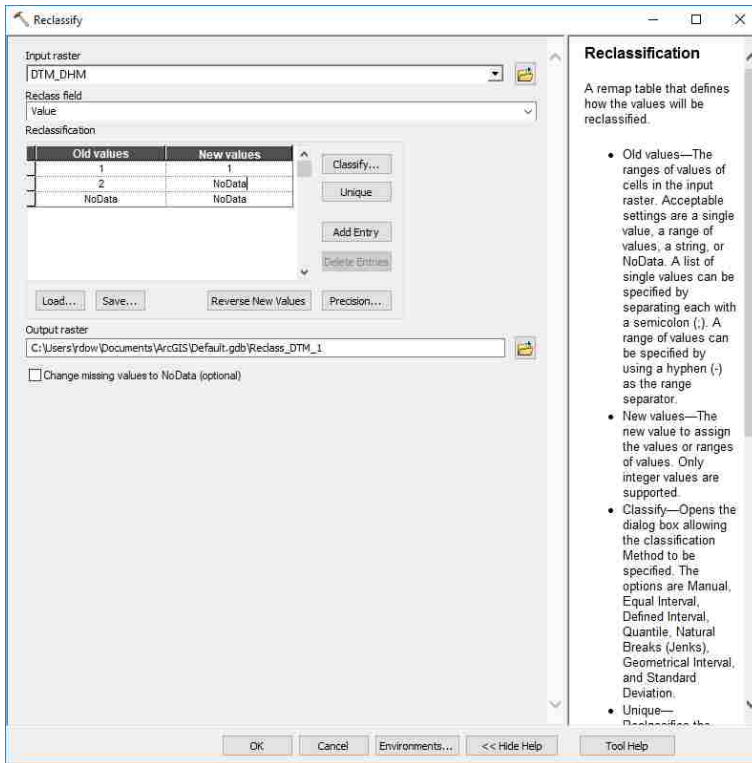 Reclassify
Input raster
DTM_DHM
Reclass field
Value
Reclassification
Old values New values
1 1
2 NoData
NoData NoData
Classify...
Unique
Add Entry
Delete Entries
Load... Save... Reverse New Values Precision...
Output raster
C:\Users\rdow\Documents\ArcGIS\Default.gdb\Reclass_DTM_1
Change missing values to NoData (optional)
OK Cancel Environments... << Hide Help Tool Help
Reclassification
A remap table that defines
how the values will be
reclassified.
• Old values—The
ranges of values of
cells in the input
raster. Acceptable
settings are a single
value, a range of
values, a string, or
NoData. A list of
single values can be
specified by
separating each with
a semicolon (;). A
range of values can
be specified by
using a hyphen (-)
as the range
separator.
• New values—The
new value to assign
the values or ranges
of values. Only
integer values are
supported.
• Classify—Opens the
dialog box allowing
the classification
Method to be
specified. The
options are Manual,
Equal Interval,
Defined Interval,
Quantile, Natural
Breaks (Jenks),
Geometrical Interval,
and Standard
Deviation.
• Unique—